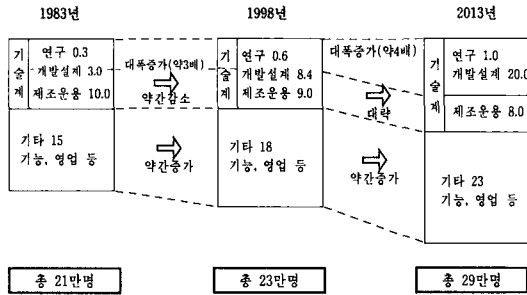 1983년
1998년
2013년
기술계
연구 0.3
개발설계 3.0
제조운용 10.0
대폭증가(약3배)
약간감소
기술계
연구 0.6
개발설계 8.4
제조운용 9.0
대폭증가(약4배)
대략
기술계
연구 1.0
개발설계 20.0
제조운용 8.0
기타 15
기능, 영업 등
약간증가
기타 18
기능, 영업 등
약간증가
기타 23
기능, 영업 등
총 21만명
총 23만명
총 29만명